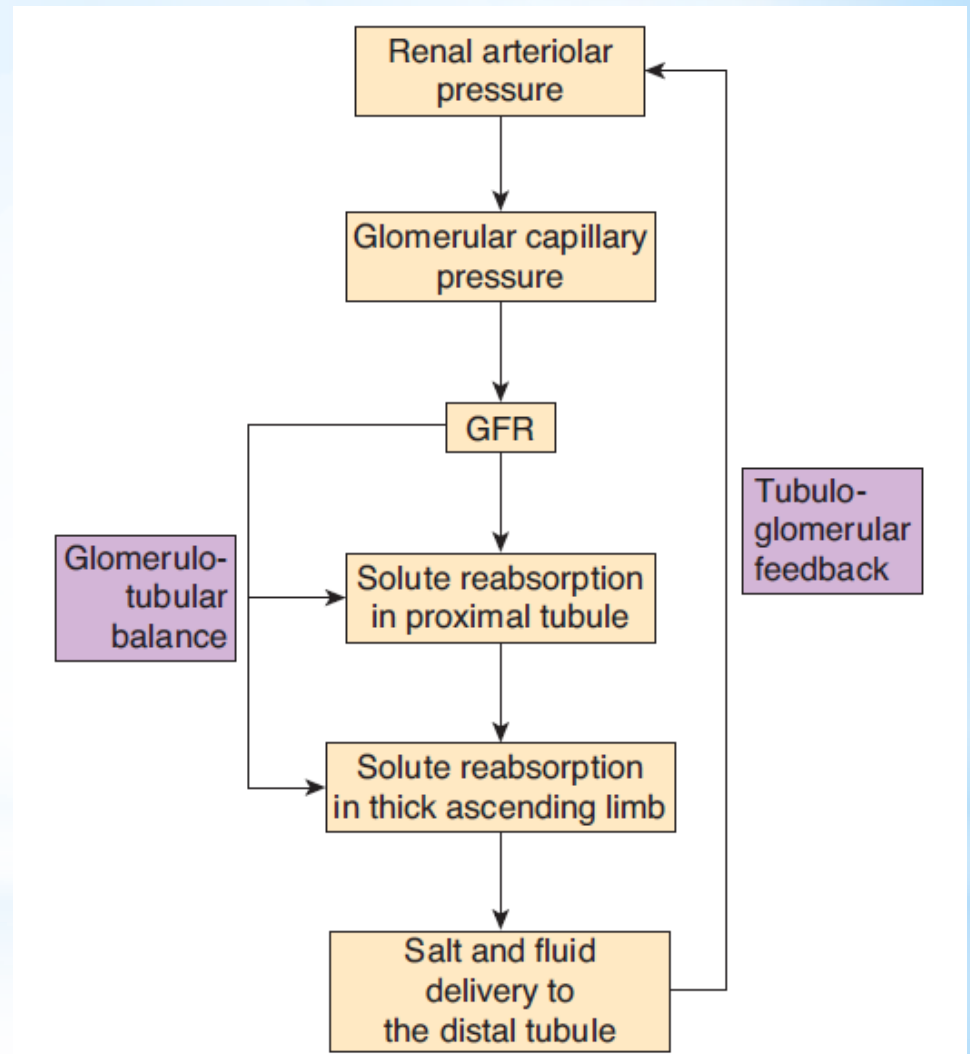 Renal arteriolar
pressure
Glomerular capillary
pressure
GFR
Glomerulo-
tubular
balance
Tubulo-
glomerular
feedback
Solute reabsorption
in proximal tubule
Solute reabsorption
in thick ascending limb
Salt and fluid
delivery to
the distal tubule